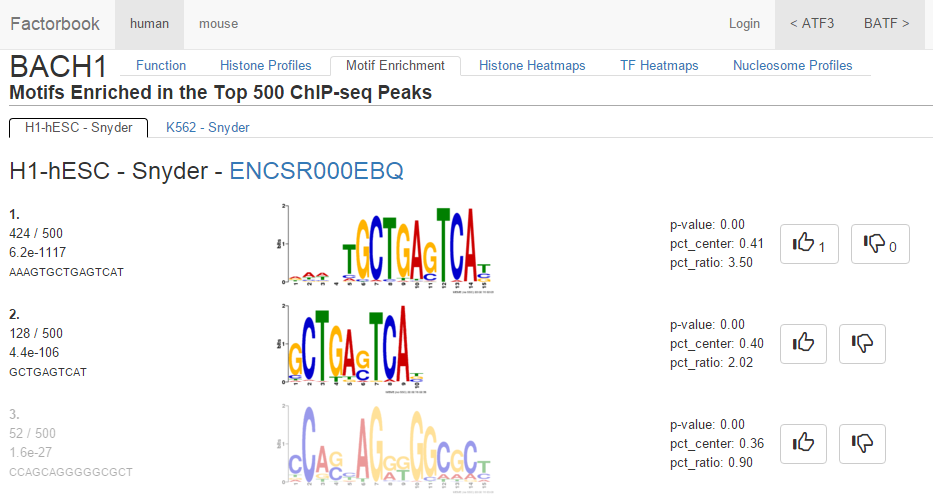 Factorbook human mouse Login < ATF3 BATF >
BACH1 Function Histone Profiles Motif Enrichment Histone Heatmaps TF Heatmaps Nucleosome Profiles
Motifs Enriched in the Top 500 ChIP-seq Peaks
H1-hESC - Snyder K562 - Snyder
H1-hESC - Snyder - ENCSR000EBQ
1.
424 / 500
6.2e-1117
AAAGTGCTGAGTCAT
p-value: 0.00
pct_center: 0.41
pct_ratio: 3.50
1 0
2.
128 / 500
4.4e-106
GCTGAGTCAT
p-value: 0.00
pct_center: 0.40
pct_ratio: 2.02
3.
52 / 500
1.6e-27
CCAGCAGGGGGCGCT
p-value: 0.00
pct_center: 0.36
pct_ratio: 0.90